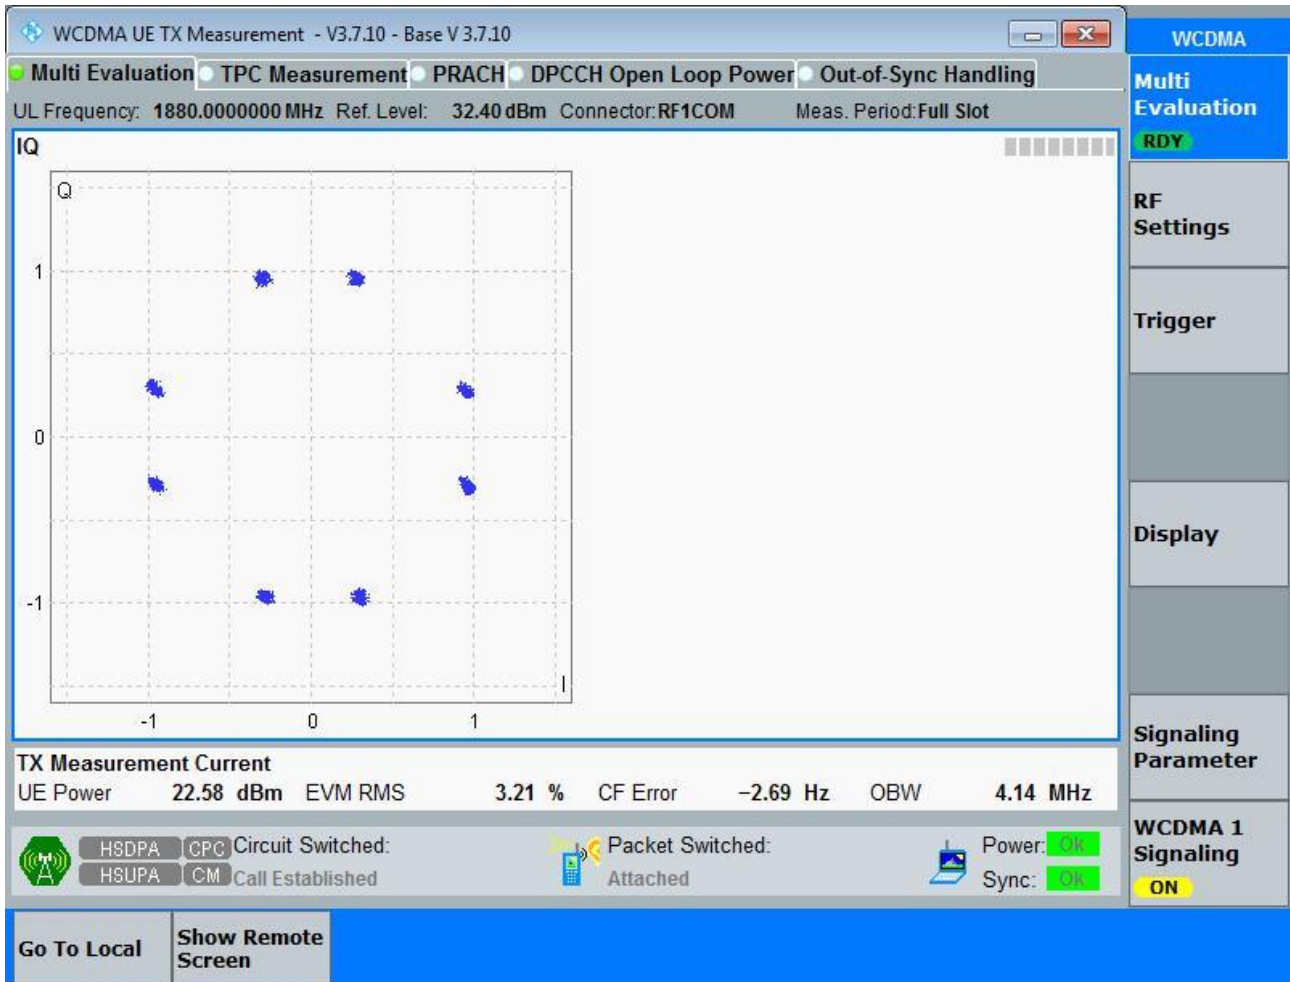 WCDMA UE TX Measurement - V3.7.10 - Base V 3.7.10
WCDMA
Multi Evaluation TPC Measurement PRACH DPCCH Open Loop Power Out-of-Sync Handling
UL Frequency: 1880.0000000 MHz Ref. Level: 32.40 dBm Connector: RF1COM Meas. Period: Full Slot
IQ
Q
1
0
-1
I
-1 0 1
TX Measurement Current
UE Power 22.58 dBm EVM RMS 3.21 % CF Error −2.69 Hz OBW 4.14 MHz
HSDPA CPC Circuit Switched: Packet Switched: Power: Ok
HSUPA CM Call Established Attached Sync: Ok
Multi
Evaluation
RDY
RF
Settings
Trigger
Display
Signaling
Parameter
WCDMA 1
Signaling
ON
Go To Local
Show Remote
Screen